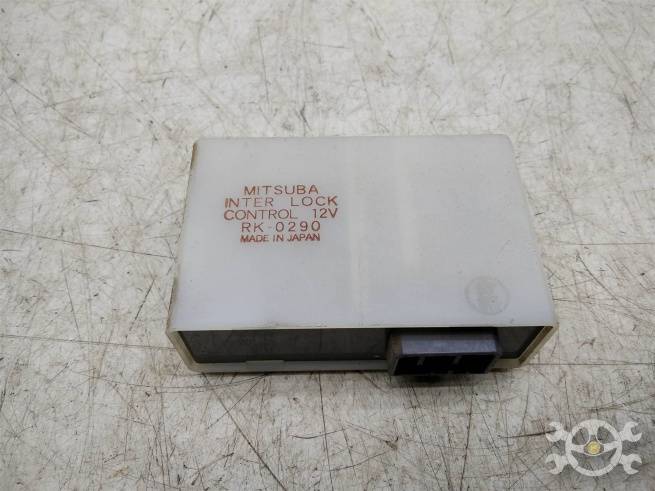 MITSUBA
INTER LOCK
CONTROL 12V
RK-0290
MADE IN JAPAN